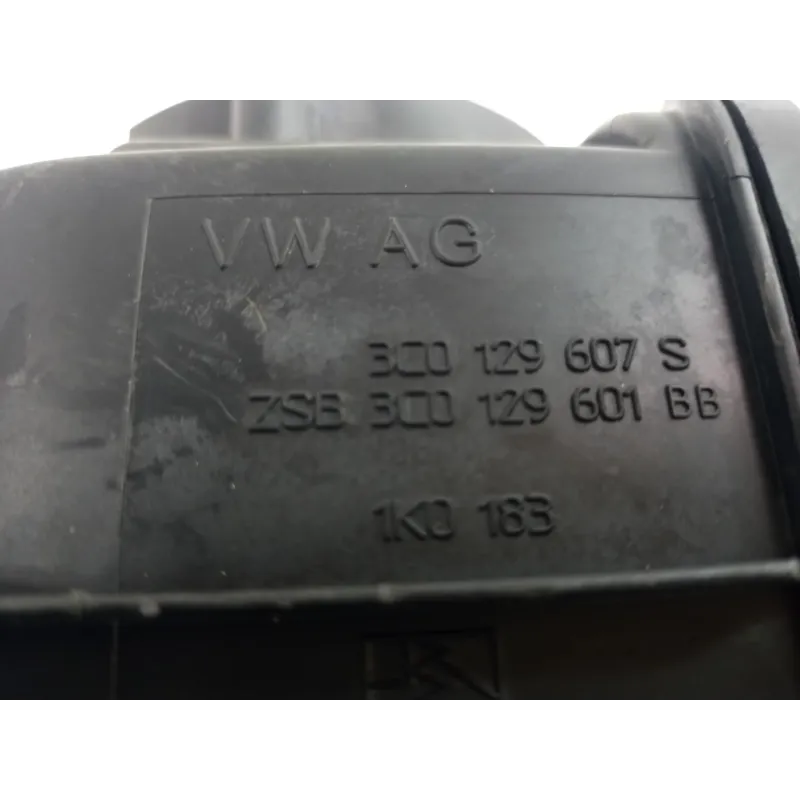 VW AG
3C0 129 607 S
ZSB 3C0 129 601 BB
1K0 183